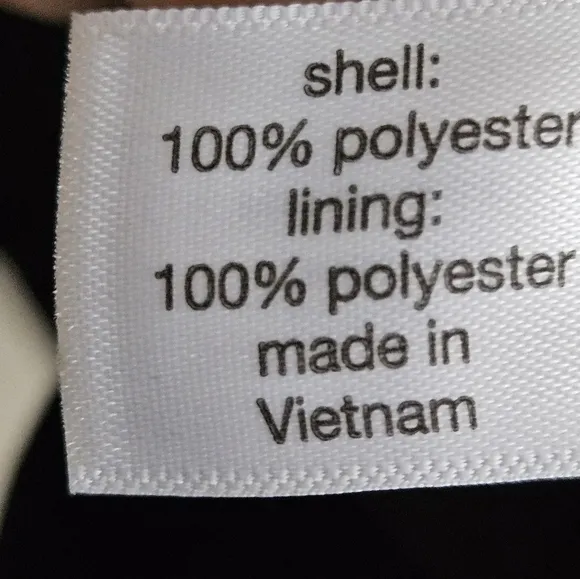 shell:
100% polyester
lining:
100% polyester
made in
Vietnam